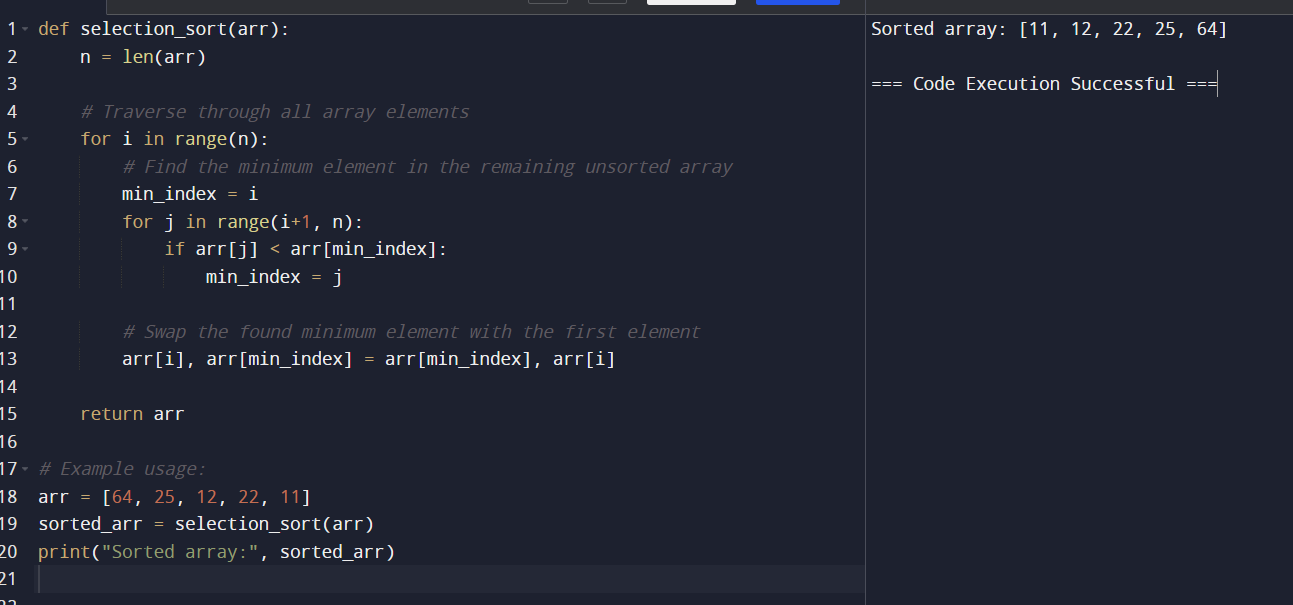 1 def selection_sort(arr):
2     n = len(arr)
3
4     # Traverse through all array elements
5     for i in range(n):
6         # Find the minimum element in the remaining unsorted array
7         min_index = i
8         for j in range(i+1, n):
9             if arr[j] < arr[min_index]:
10                 min_index = j
11
12         # Swap the found minimum element with the first element
13         arr[i], arr[min_index] = arr[min_index], arr[i]
14
15     return arr
16
17 # Example usage:
18 arr = [64, 25, 12, 22, 11]
19 sorted_arr = selection_sort(arr)
20 print("Sorted array:", sorted_arr)
21
Sorted array: [11, 12, 22, 25, 64]

=== Code Execution Successful ===